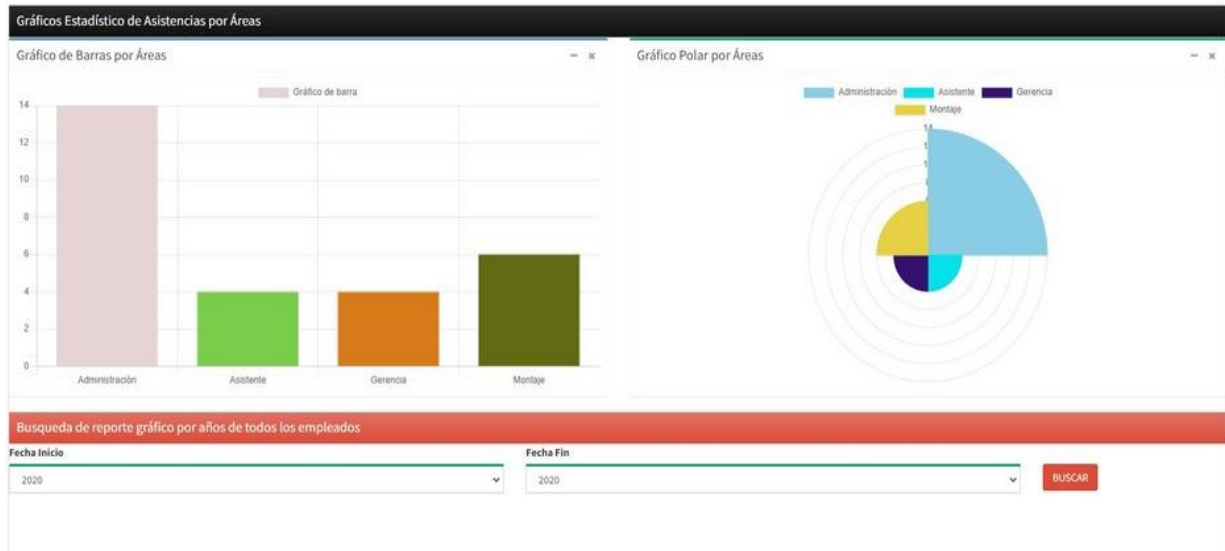 Gráficos Estadístico de Asistencias por Áreas
Gráfico de Barras por Áreas
Gráfico de barra
14
12
10
8
6
4
2
0
Administración Asistente Gerencia Montaje
Gráfico Polar por Áreas
Administración Asistente Gerencia
Montaje
14
Busqueda de reporte gráfico por años de todos los empleados
Fecha Inicio Fecha Fin
2020 2020 BUSCAR